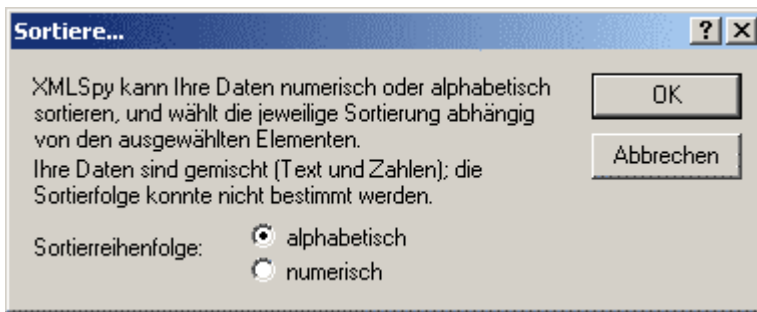 Sortiere...
XMLSpy kann Ihre Daten numerisch oder alphabetisch
sortieren, und wählt die jeweilige Sortierung abhängig
von den ausgewählten Elementen.
Ihre Daten sind gemischt (Text und Zahlen); die
Sortierfolge konnte nicht bestimmt werden.
OK
Abbrechen
Sortierreihenfolge:
alphabetisch
numerisch